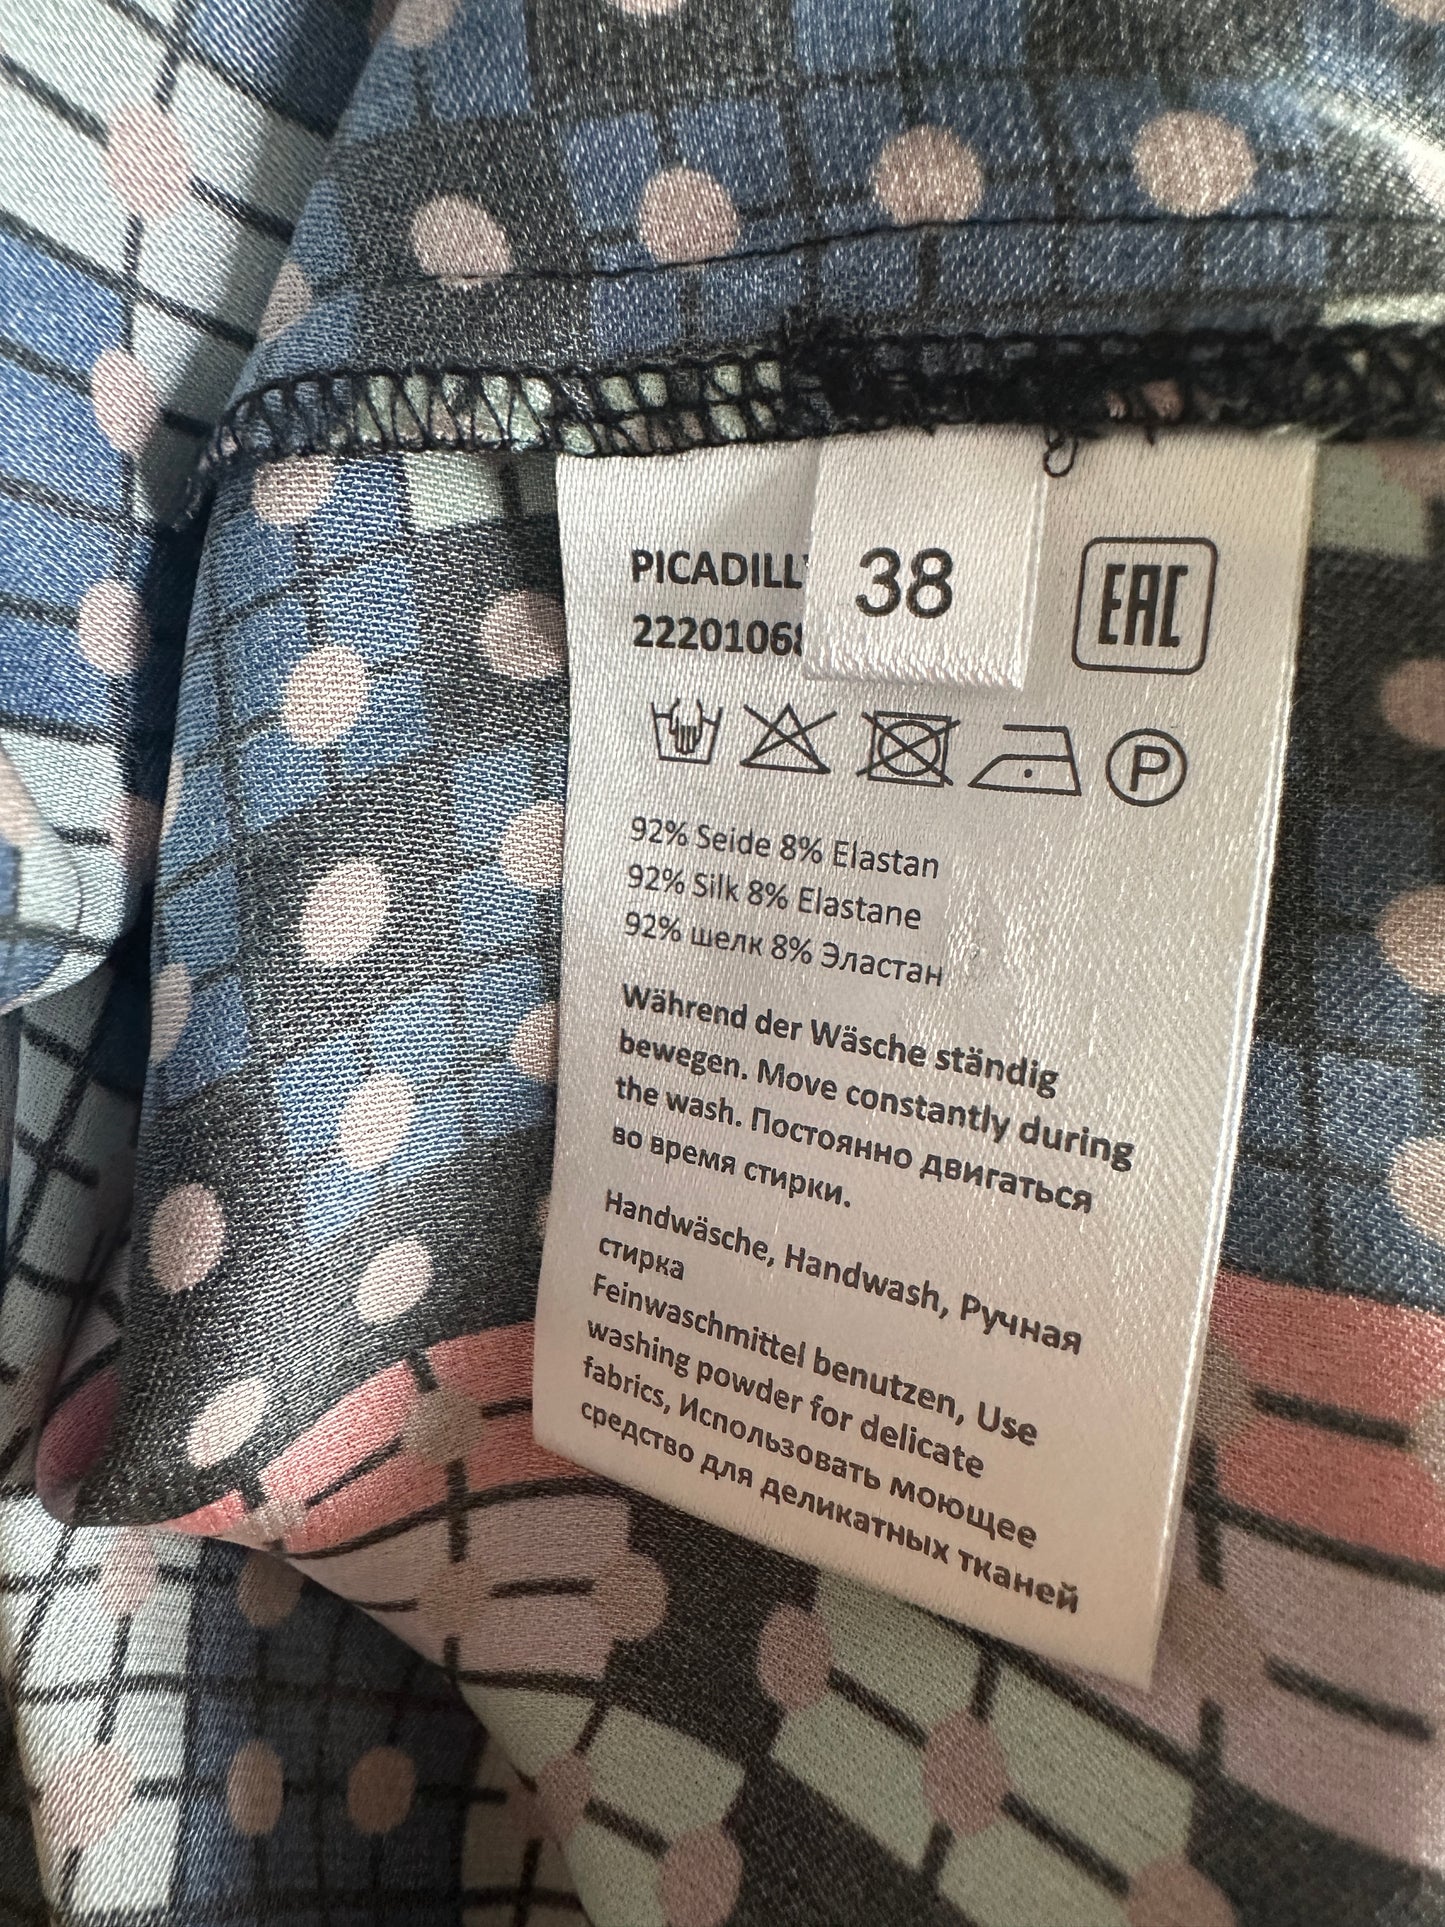 PICADILLY
38
EAC
2220106
P
92% Seide 8% Elastan
92% Silk 8% Elastane
92% шелк 8% Эластан
Während der Wäsche ständig
bewegen. Move constantly during
the wash. Постоянно двигаться
во время стирки.
Handwäsche, Handwash, Ручная
стирка
Feinwaschmittel benutzen, Use
washing powder for delicate
fabrics, Использовать моющее
средство для деликатных тканей